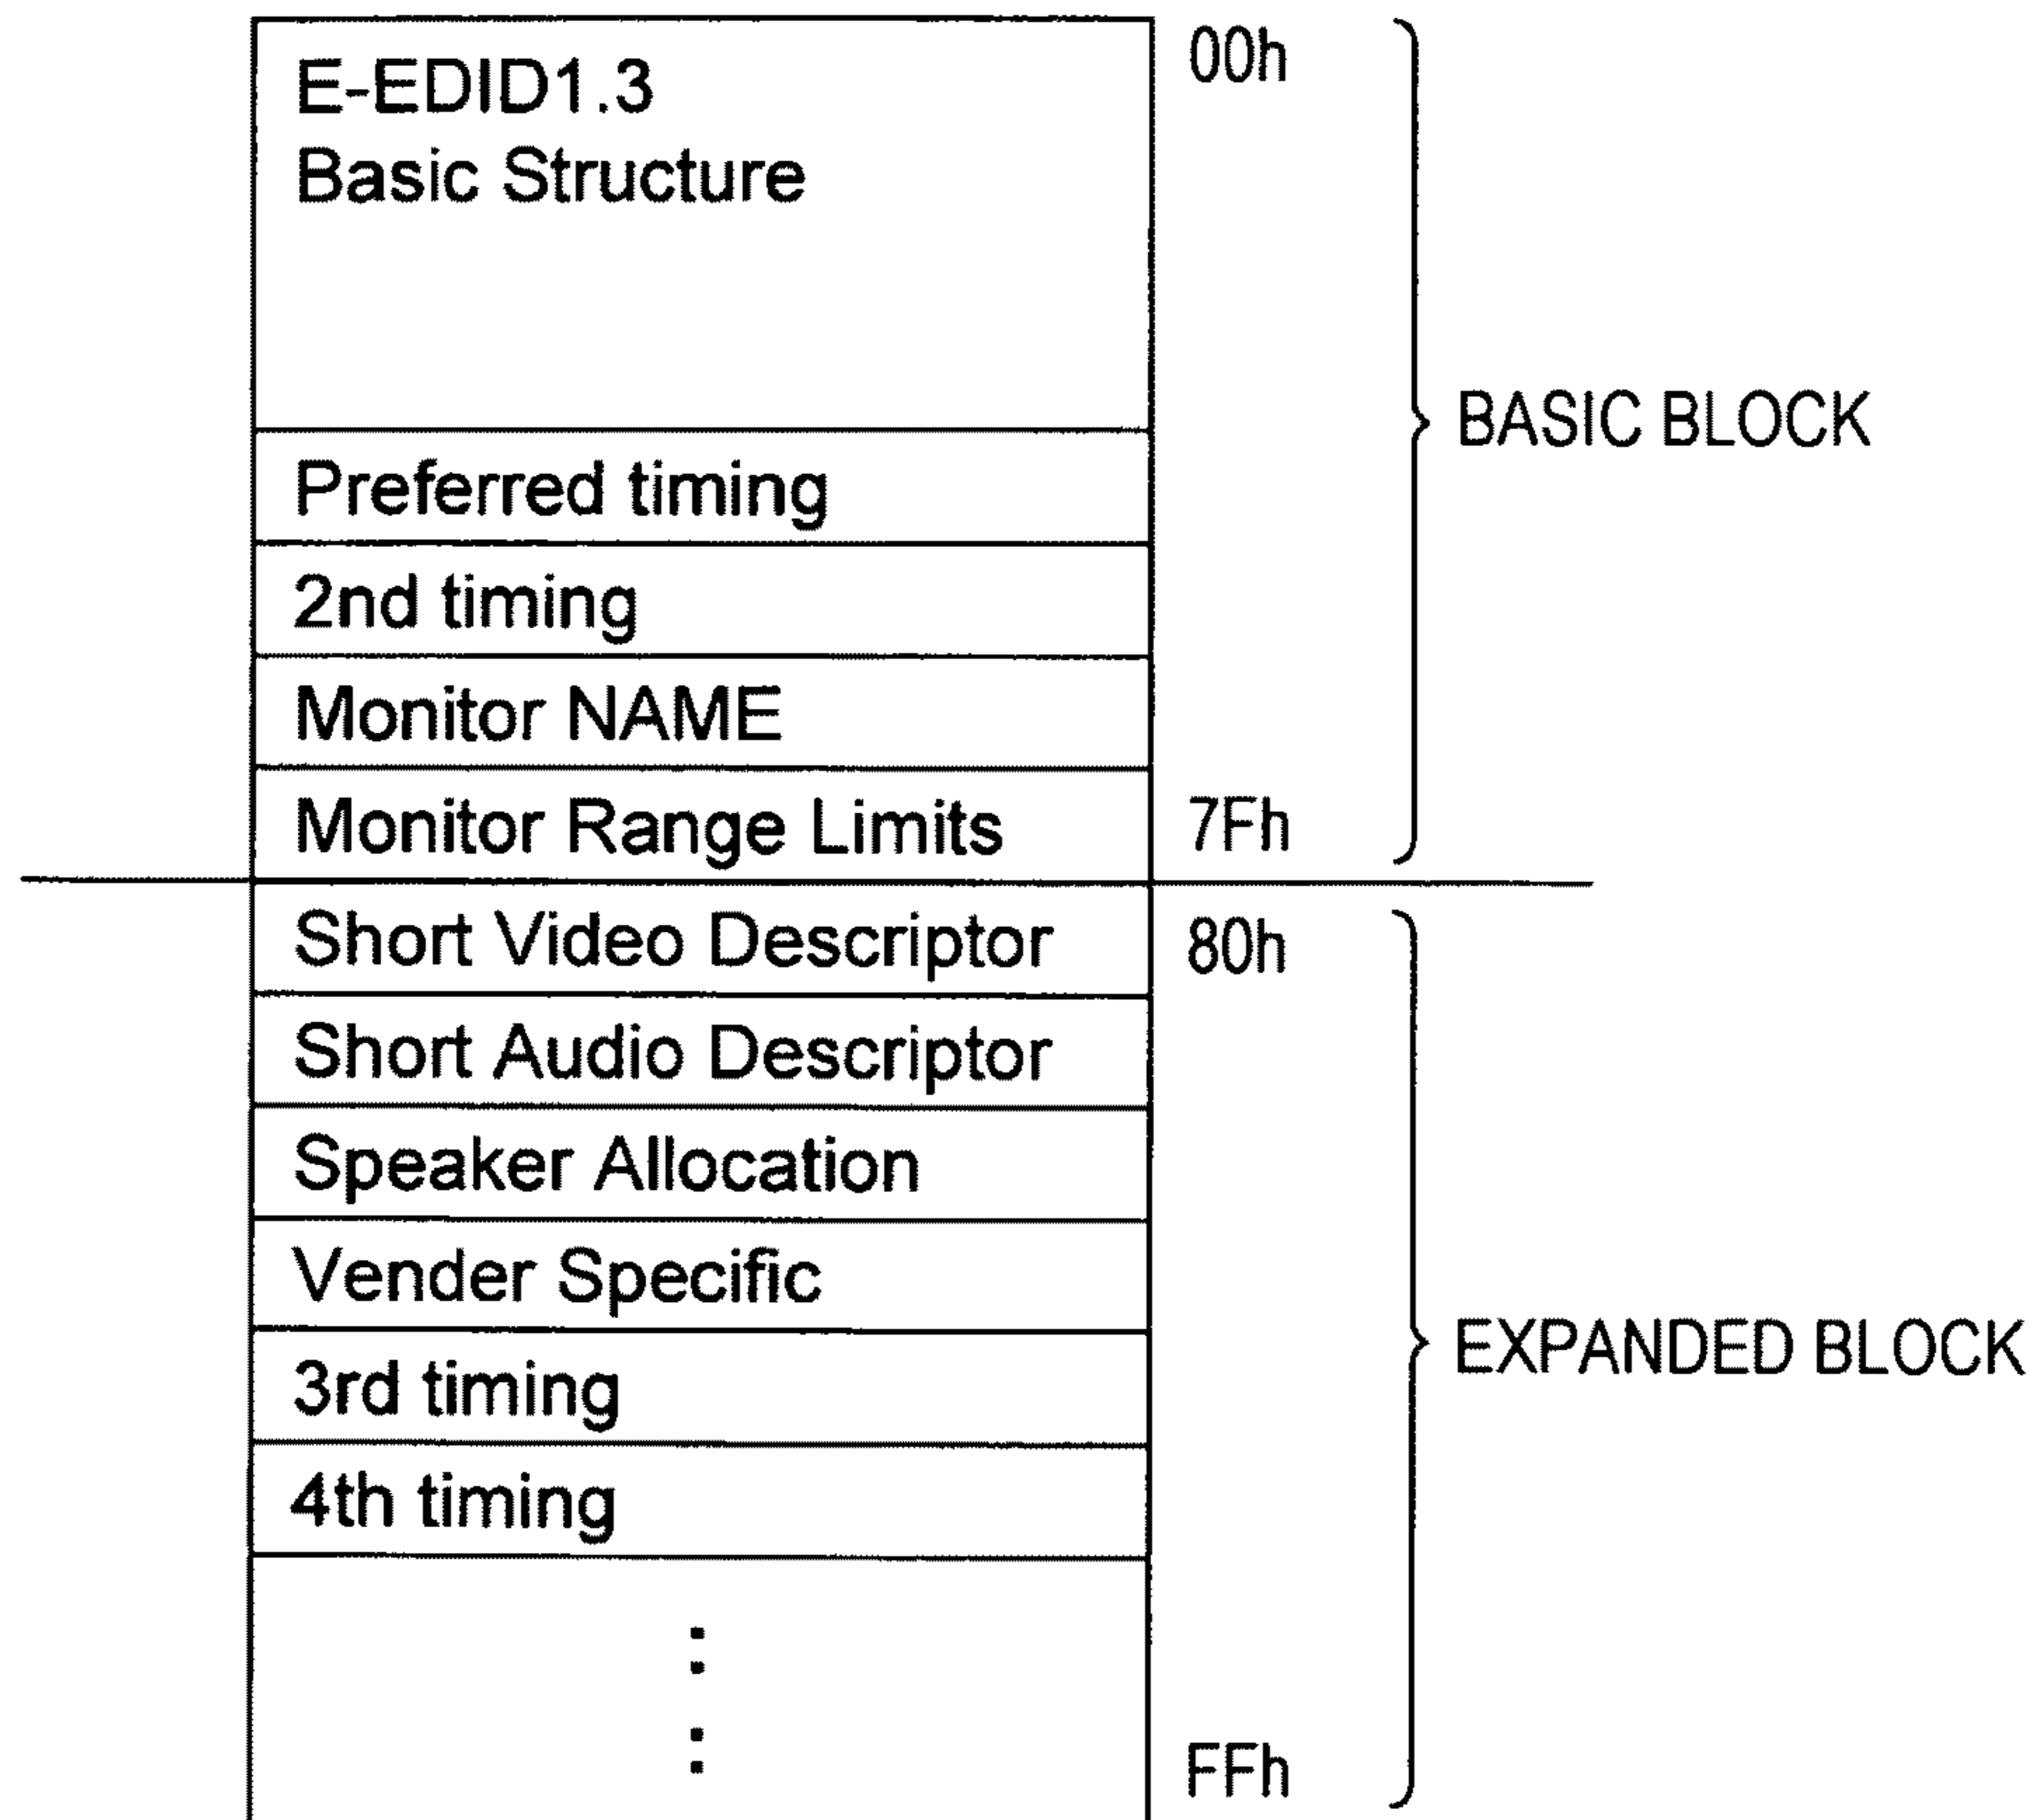 E-EDID1.3
Basic Structure
00h
BASIC BLOCK
Preferred timing
2nd timing
Monitor NAME
Monitor Range Limits
7Fh
Short Video Descriptor
80h
Short Audio Descriptor
Speaker Allocation
Vender Specific
EXPANDED BLOCK
3rd timing
4th timing
:
:
FFh